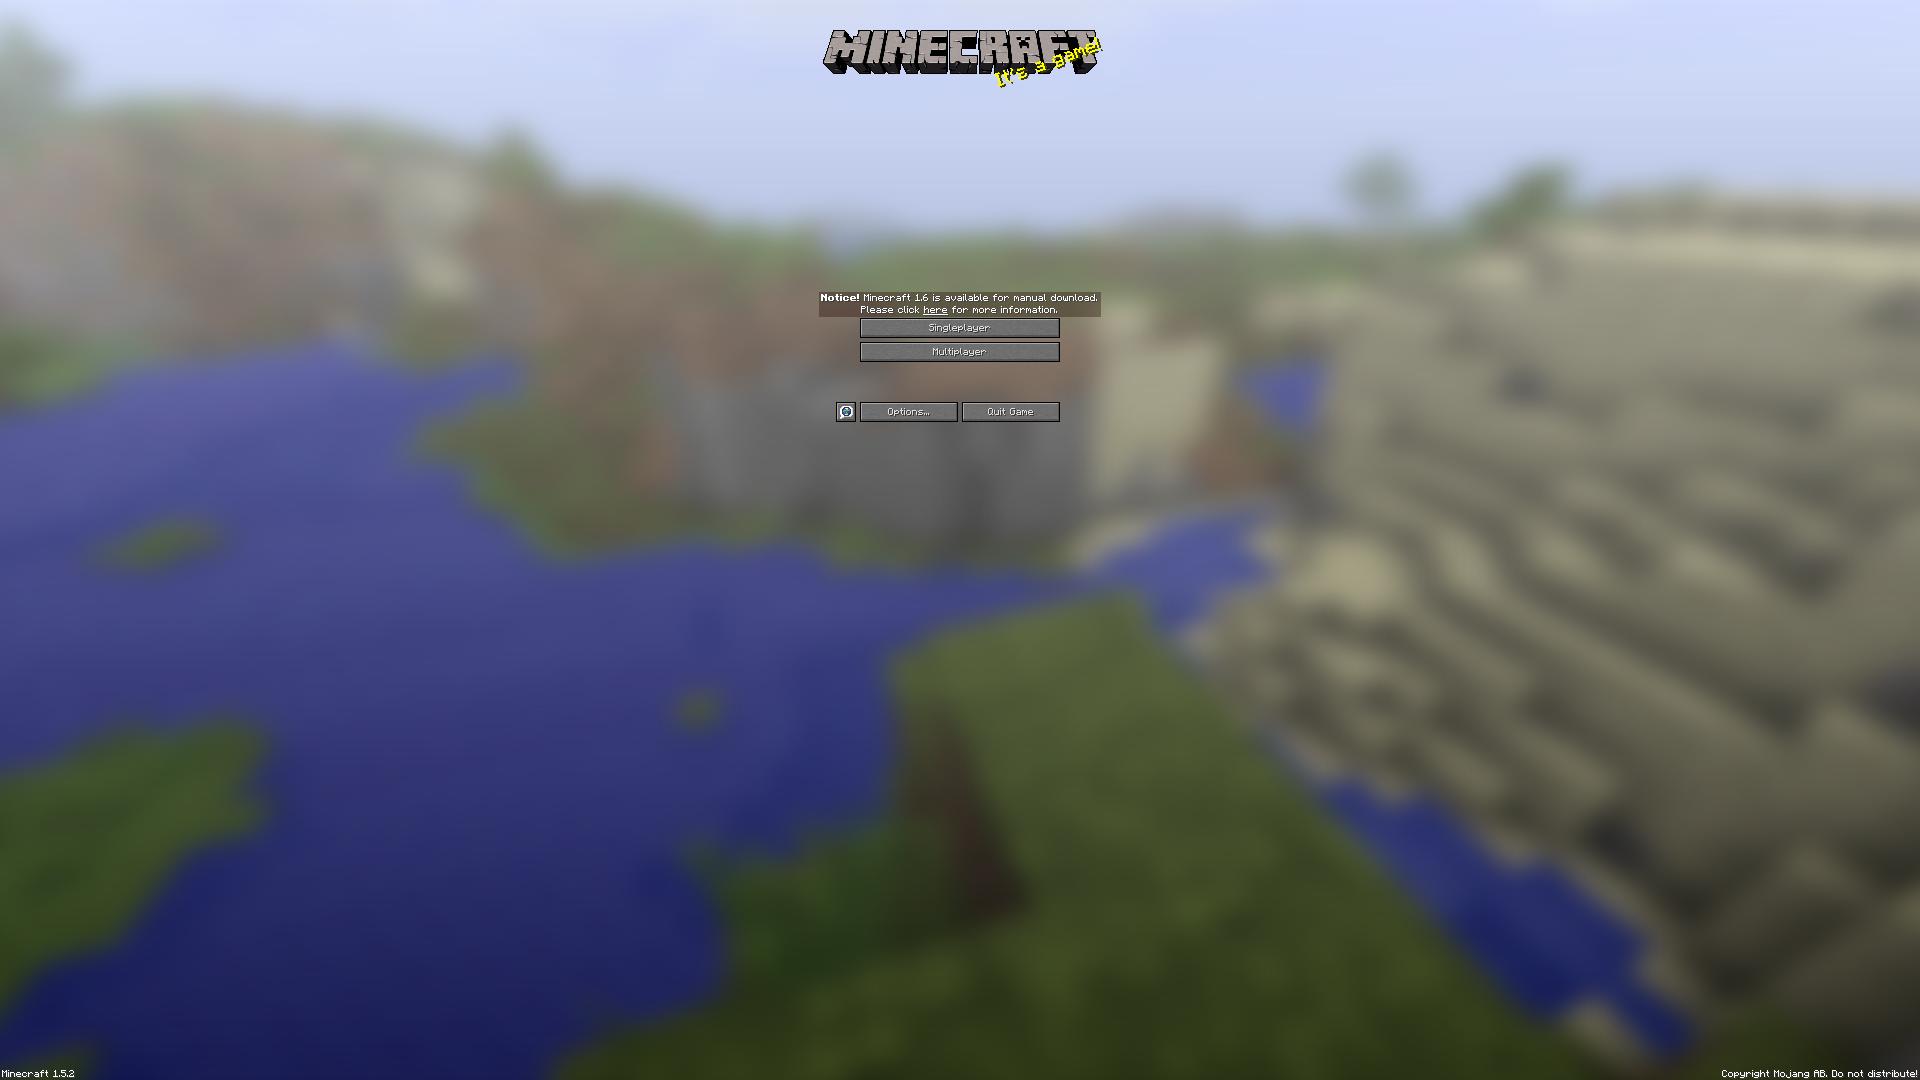 MINECRAFT
It's a game!
Notice! Minecraft 1.6 is available for manual download.
Please click here for more information.
Singleplayer
Multiplayer
Options...
Quit Game
Minecraft 1.5.2
Copyright Mojang AB. Do not distribute!